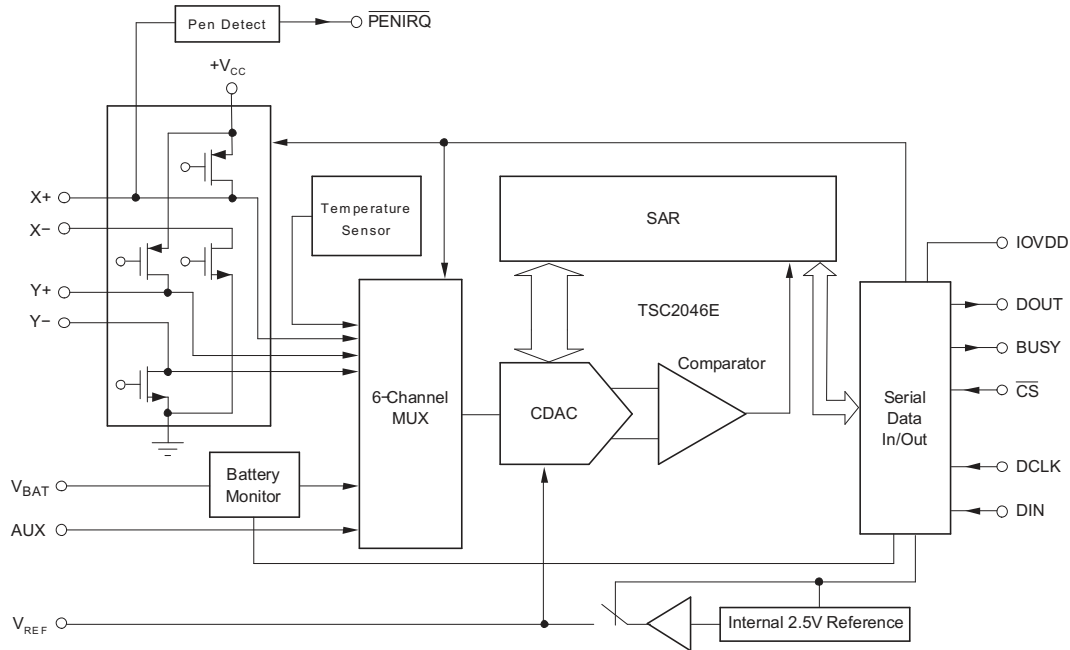 Pen Detect
PENIRQ
+VCC
X+
X−
Y+
Y−
Temperature
Sensor
SAR
TSC2046E
IOVDD
DOUT
BUSY
CS
DCLK
DIN
Comparator
6−Channel
MUX
CDAC
Serial
Data
In/Out
VBAT
Battery
Monitor
AUX
VREF
Internal 2.5V Reference